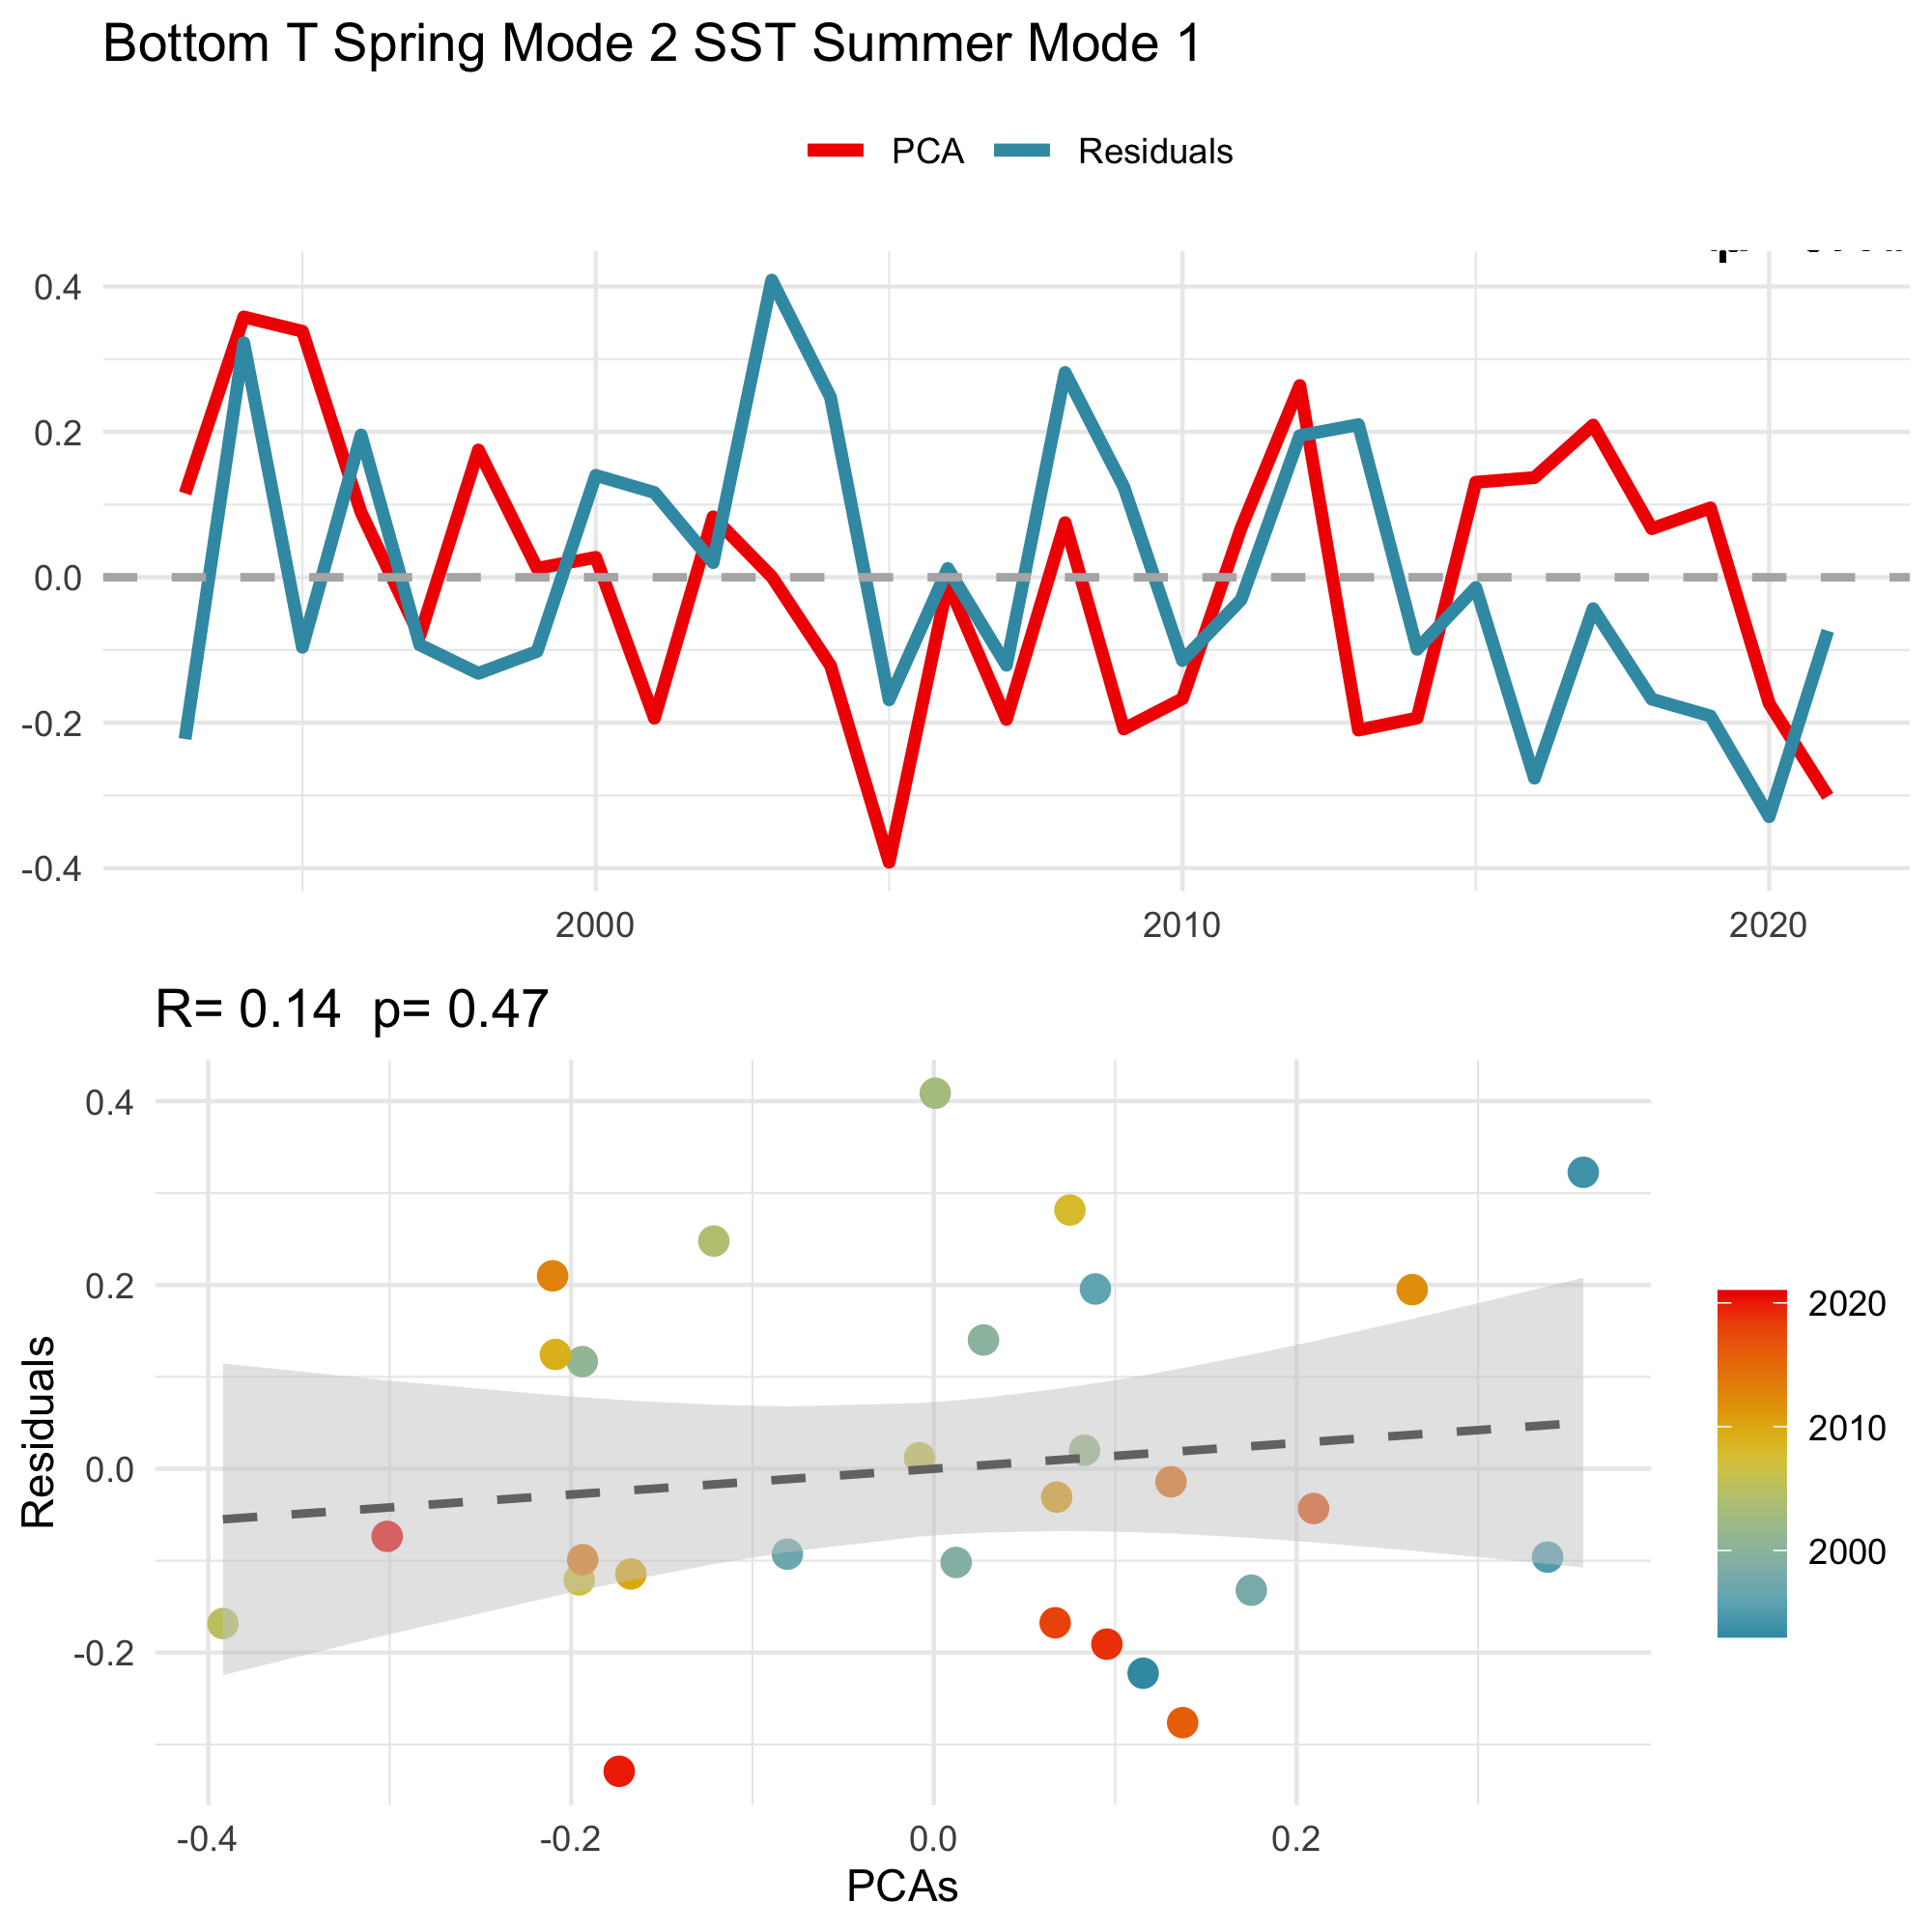 Bottom T Spring Mode 2 SST Summer Mode 1
PCA Residuals
0.4
0.2
0.0
-0.2
-0.4
2000 2010 2020
R= 0.14 p= 0.47
Residuals
0.4
0.2
0.0
-0.2
-0.4 -0.2 0.0 0.2
PCAs
2020
2010
2000